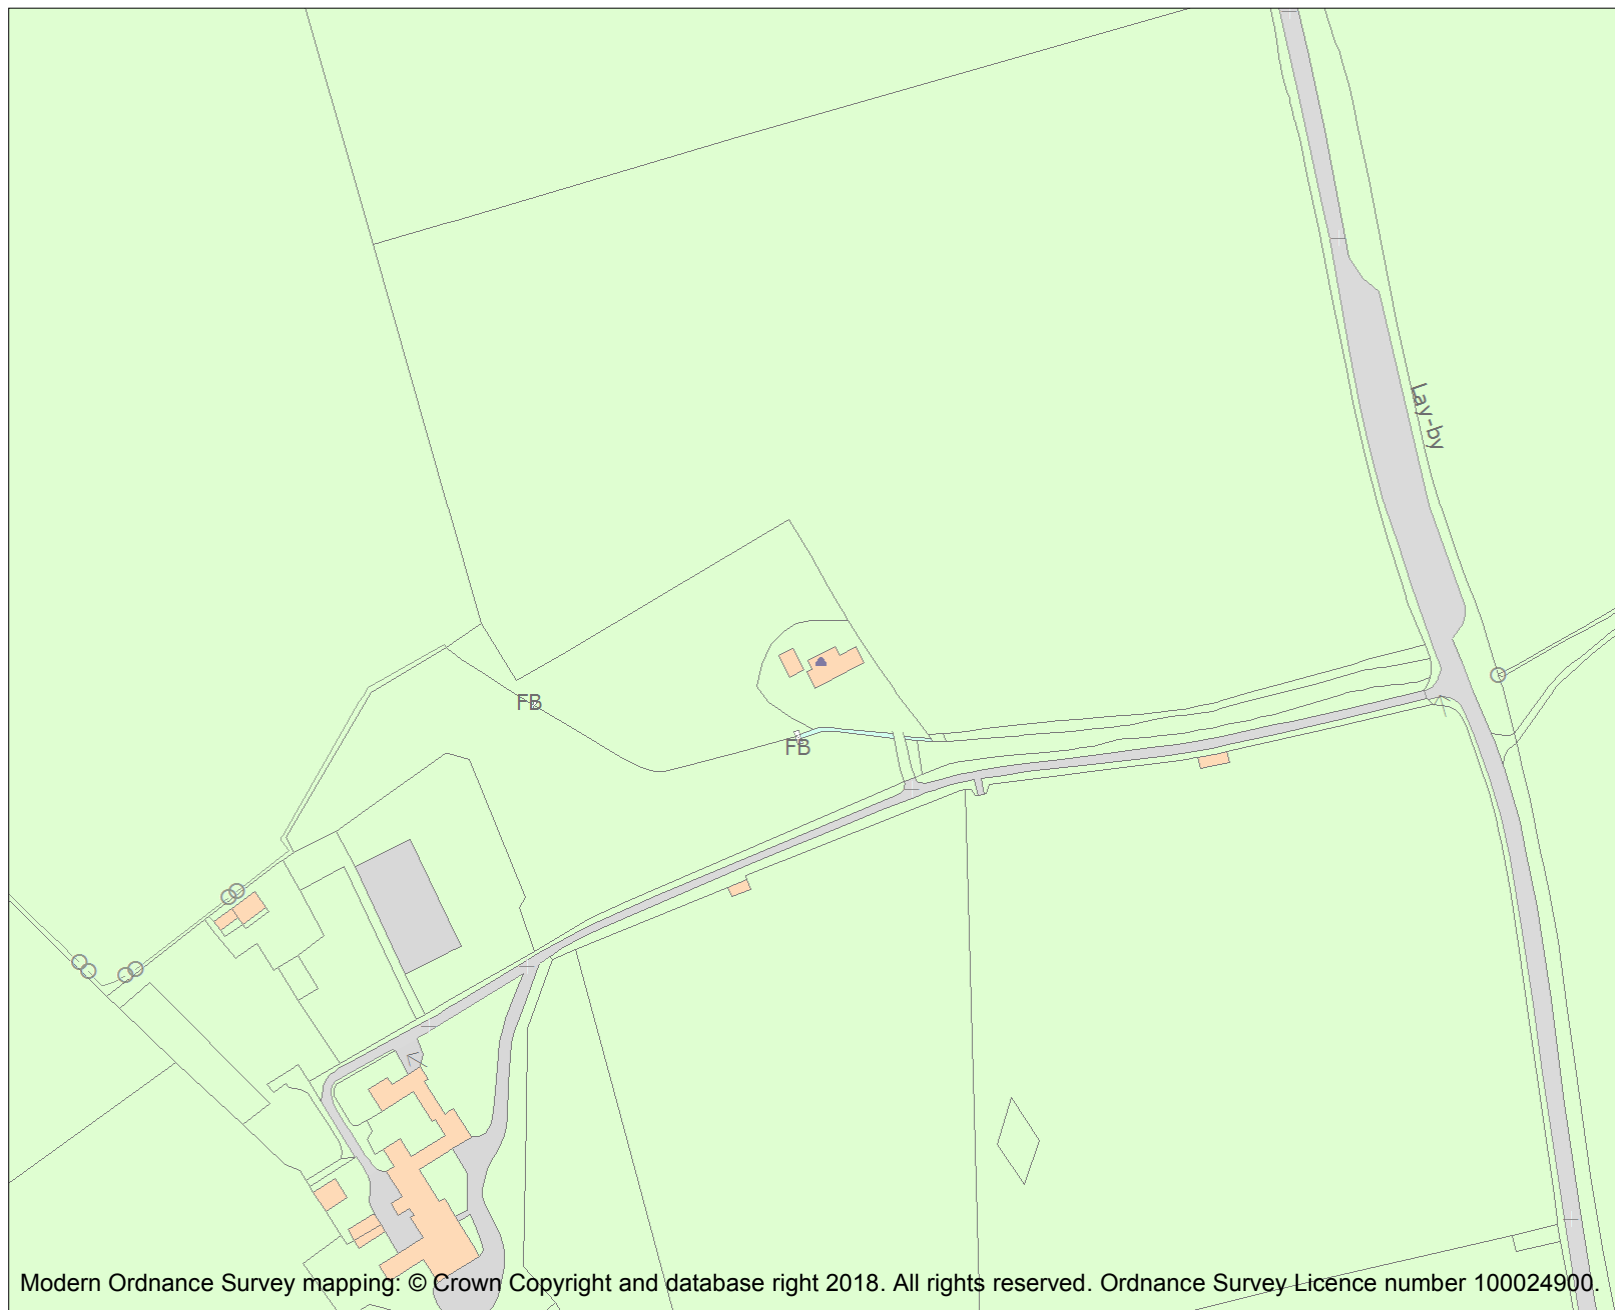 Lay-by
FB
FB
Modern Ordnance Survey mapping: © Crown Copyright and database right 2018. All rights reserved. Ordnance Survey Licence number 100024900.